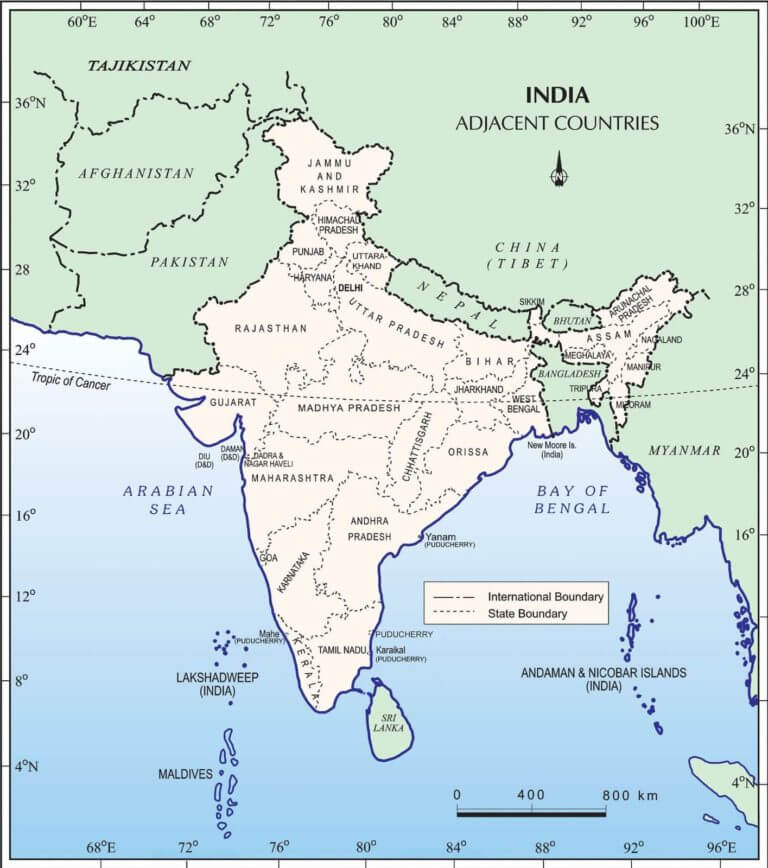 60°E 64° 68° 72° 76° 80° 84° 88° 92° 96° 100°E
TAJIKISTAN
INDIA
ADJACENT COUNTRIES
36°N
36°N
AFGHANISTAN
JAMMU
AND
KASHMIR
32°
32°
HIMACHAL
PRADESH
PAKISTAN
PUNJAB
UTTARA-
KHAND
CHINA
(TIBET)
28°
28°
HARYANA
DELHI
NEPAL
SIKKIM
BHUTAN
ARUNACHAL
PRADESH
RAJASTHAN
UTTAR PRADESH
ASSAM
NAGALAND
24°
24°
BIHAR
MEGHALAYA
MANIPUR
BANGLADESH
Tropic of Cancer
GUJARAT
MADHYA PRADESH
JHARKHAND
WEST
BENGAL
TRIPURA
MIZORAM
20°
20°
CHHATTISGARH
ORISSA
New Moore Is.
(India)
MYANMAR
DIU
(D&D)
DAMAN
(D&D)
DADRA &
NAGAR HAVELI
MAHARASHTRA
ARABIAN
SEA
BAY OF
BENGAL
16°
16°
ANDHRA
PRADESH
Yanam
(PUDUCHERRY)
GOA
KARNATAKA
12°
12°
International Boundary
State Boundary
Mahe
(PUDUCHERRY)
KERALA
TAMIL NADU
PUDUCHERRY
Karaikal
(PUDUCHERRY)
LAKSHADWEEP
(INDIA)
ANDAMAN & NICOBAR ISLANDS
(INDIA)
8°
8°
SRI
LANKA
4°N
4°N
MALDIVES
0 400 800 km
68°E 72° 76° 80° 84° 88° 92° 96°E